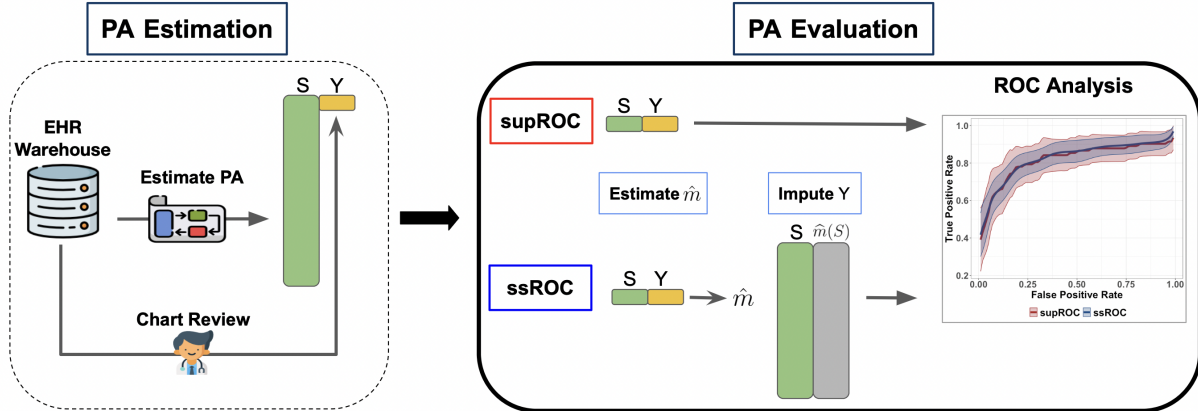 PA Estimation
PA Evaluation
S Y
EHR
Warehouse
Estimate PA
Chart Review
supROC
S Y
Estimate m̂
Impute Y
ssROC
S Y
m̂
S m̂(S)
ROC Analysis
True Positive Rate
1.0
0.8
0.6
0.4
0.2
0.00 0.25 0.50 0.75 1.00
False Positive Rate
supROC ssROC